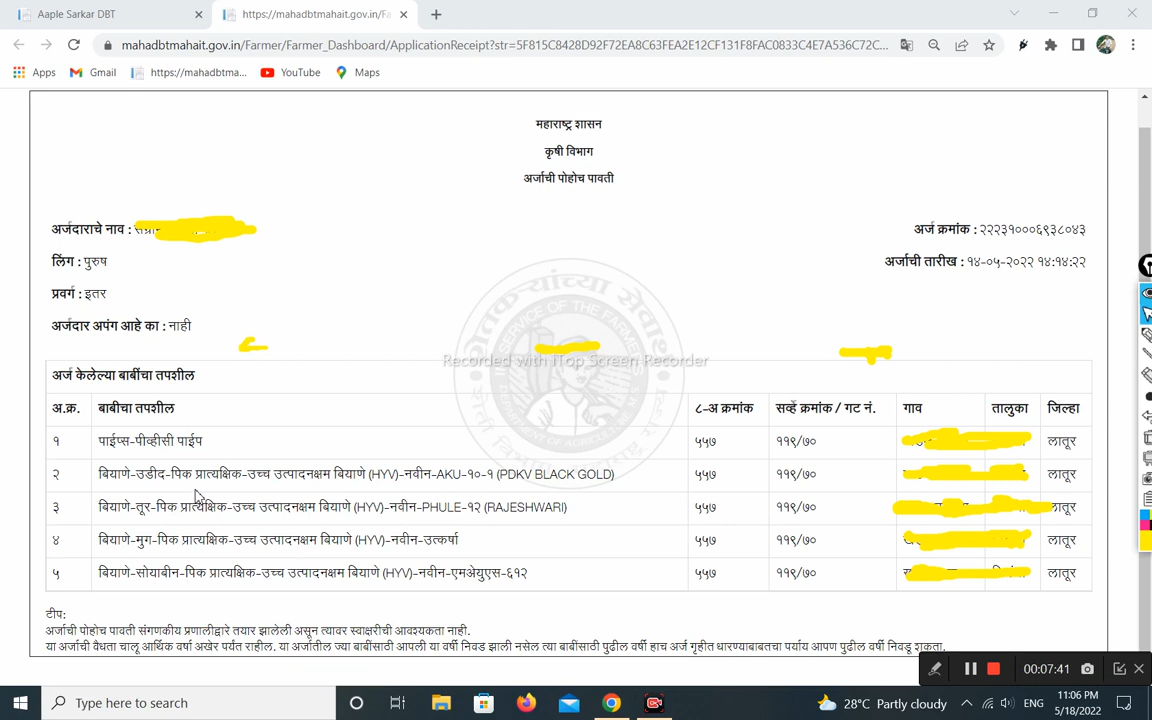 Aaple Sarkar DBT
https://mahadbtmahait.gov.in/Fa
mahadbtmahait.gov.in/Farmer/Farmer_Dashboard/ApplicationReceipt?str=5F815C8428D92F72EA8C63FEA2E12CF131F8FAC0833C4E7A536C72C...
Apps
Gmail
https://mahadbtma...
YouTube
Maps
महाराष्ट्र शासन
कृषी विभाग
अर्जाची पोहोच पावती
अर्जदाराचे नाव :
अर्ज क्रमांक : २२२३१०००६९३८०४३
लिंग : पुरुष
अर्जाची तारीख : १४-०५-२०२२ १४:१४:२२
प्रवर्ग : इतर
अर्जदार अपंग आहे का : नाही
Recorded with iTop Screen Recorder
अर्ज केलेल्या बाबींचा तपशील
अ.क्र. बाबीचा तपशील ८-अ क्रमांक सर्व्हे क्रमांक / गट नं. गाव तालुका जिल्हा
१ पाईप्स-पीव्हीसी पाईप ५५७ ११९/७० लातूर
२ बियाणे-उडीद-पिक प्रात्यक्षिक-उच्च उत्पादनक्षम बियाणे (HYV)-नवीन-AKU-१०-१ (PDKV BLACK GOLD) ५५७ ११९/७० लातूर
३ बियाणे-तूर-पिक प्रात्यक्षिक-उच्च उत्पादनक्षम बियाणे (HYV)-नवीन-PHULE-१२ (RAJESHWARI) ५५७ ११९/७० लातूर
४ बियाणे-मुग-पिक प्रात्यक्षिक-उच्च उत्पादनक्षम बियाणे (HYV)-नवीन-उत्कर्षा ५५७ ११९/७० लातूर
५ बियाणे-सोयाबीन-पिक प्रात्यक्षिक-उच्च उत्पादनक्षम बियाणे (HYV)-नवीन-एमअेयुएस-६१२ ५५७ ११९/७० लातूर
टीप:
अर्जाची पोहोच पावती संगणकीय प्रणालीद्वारे तयार झालेली असून त्यावर स्वाक्षरीची आवश्यकता नाही.
या अर्जाची वैधता चालू आर्थिक वर्षा अखेर पर्यंत राहील. या अर्जातील ज्या बाबींसाठी आपली या वर्षी निवड झाली नसेल त्या बाबींसाठी पुढील वर्षी हाच अर्ज गृहीत धारण्याबाबतचा पर्याय आपण पुढील वर्षी निवडू शकता.
00:07:41
Type here to search
28°C Partly cloudy
ENG
11:06 PM
5/18/2022